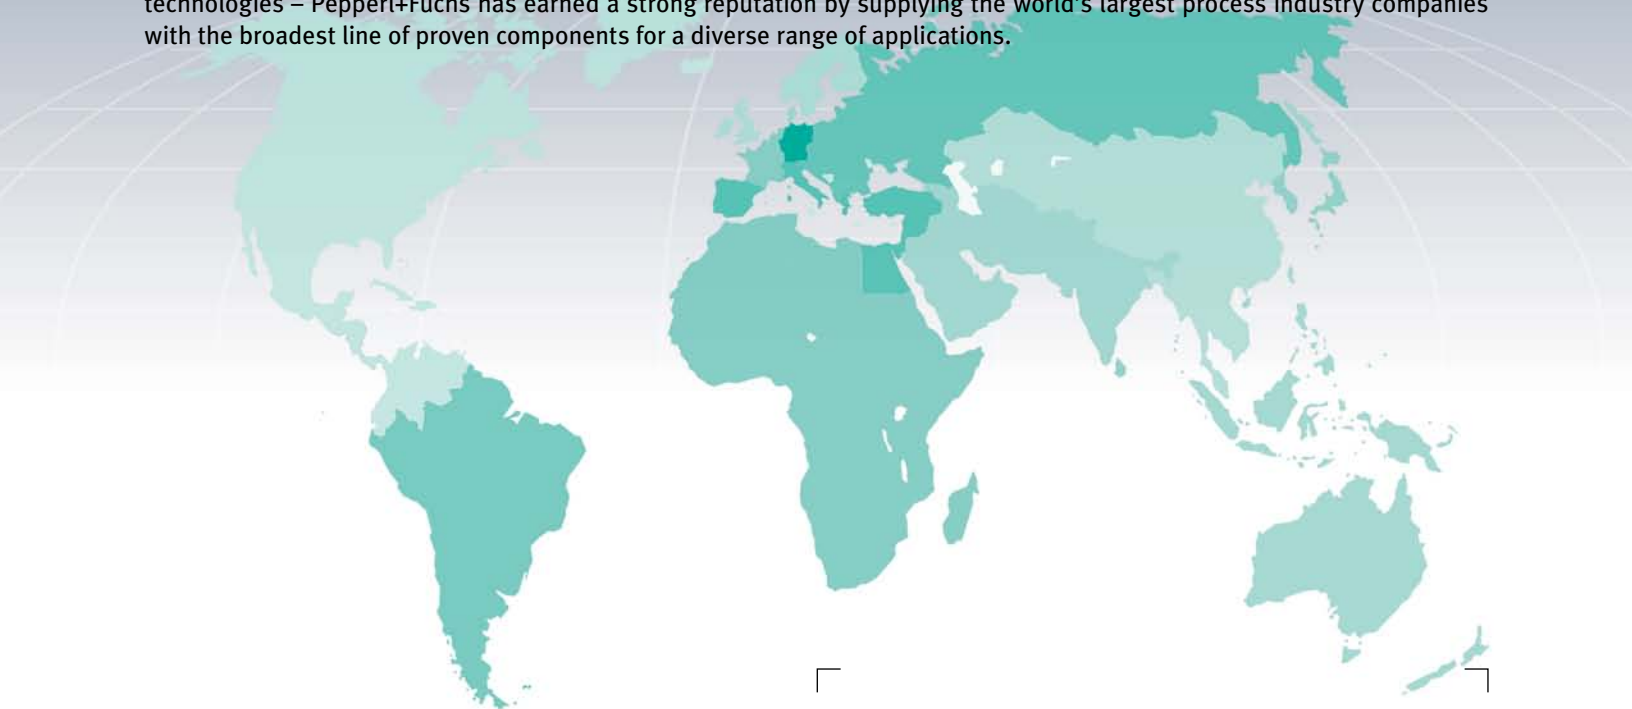 technologies – Pepperl+Fuchs has earned a strong reputation by supplying the world's largest process industry companies
with the broadest line of proven components for a diverse range of applications.